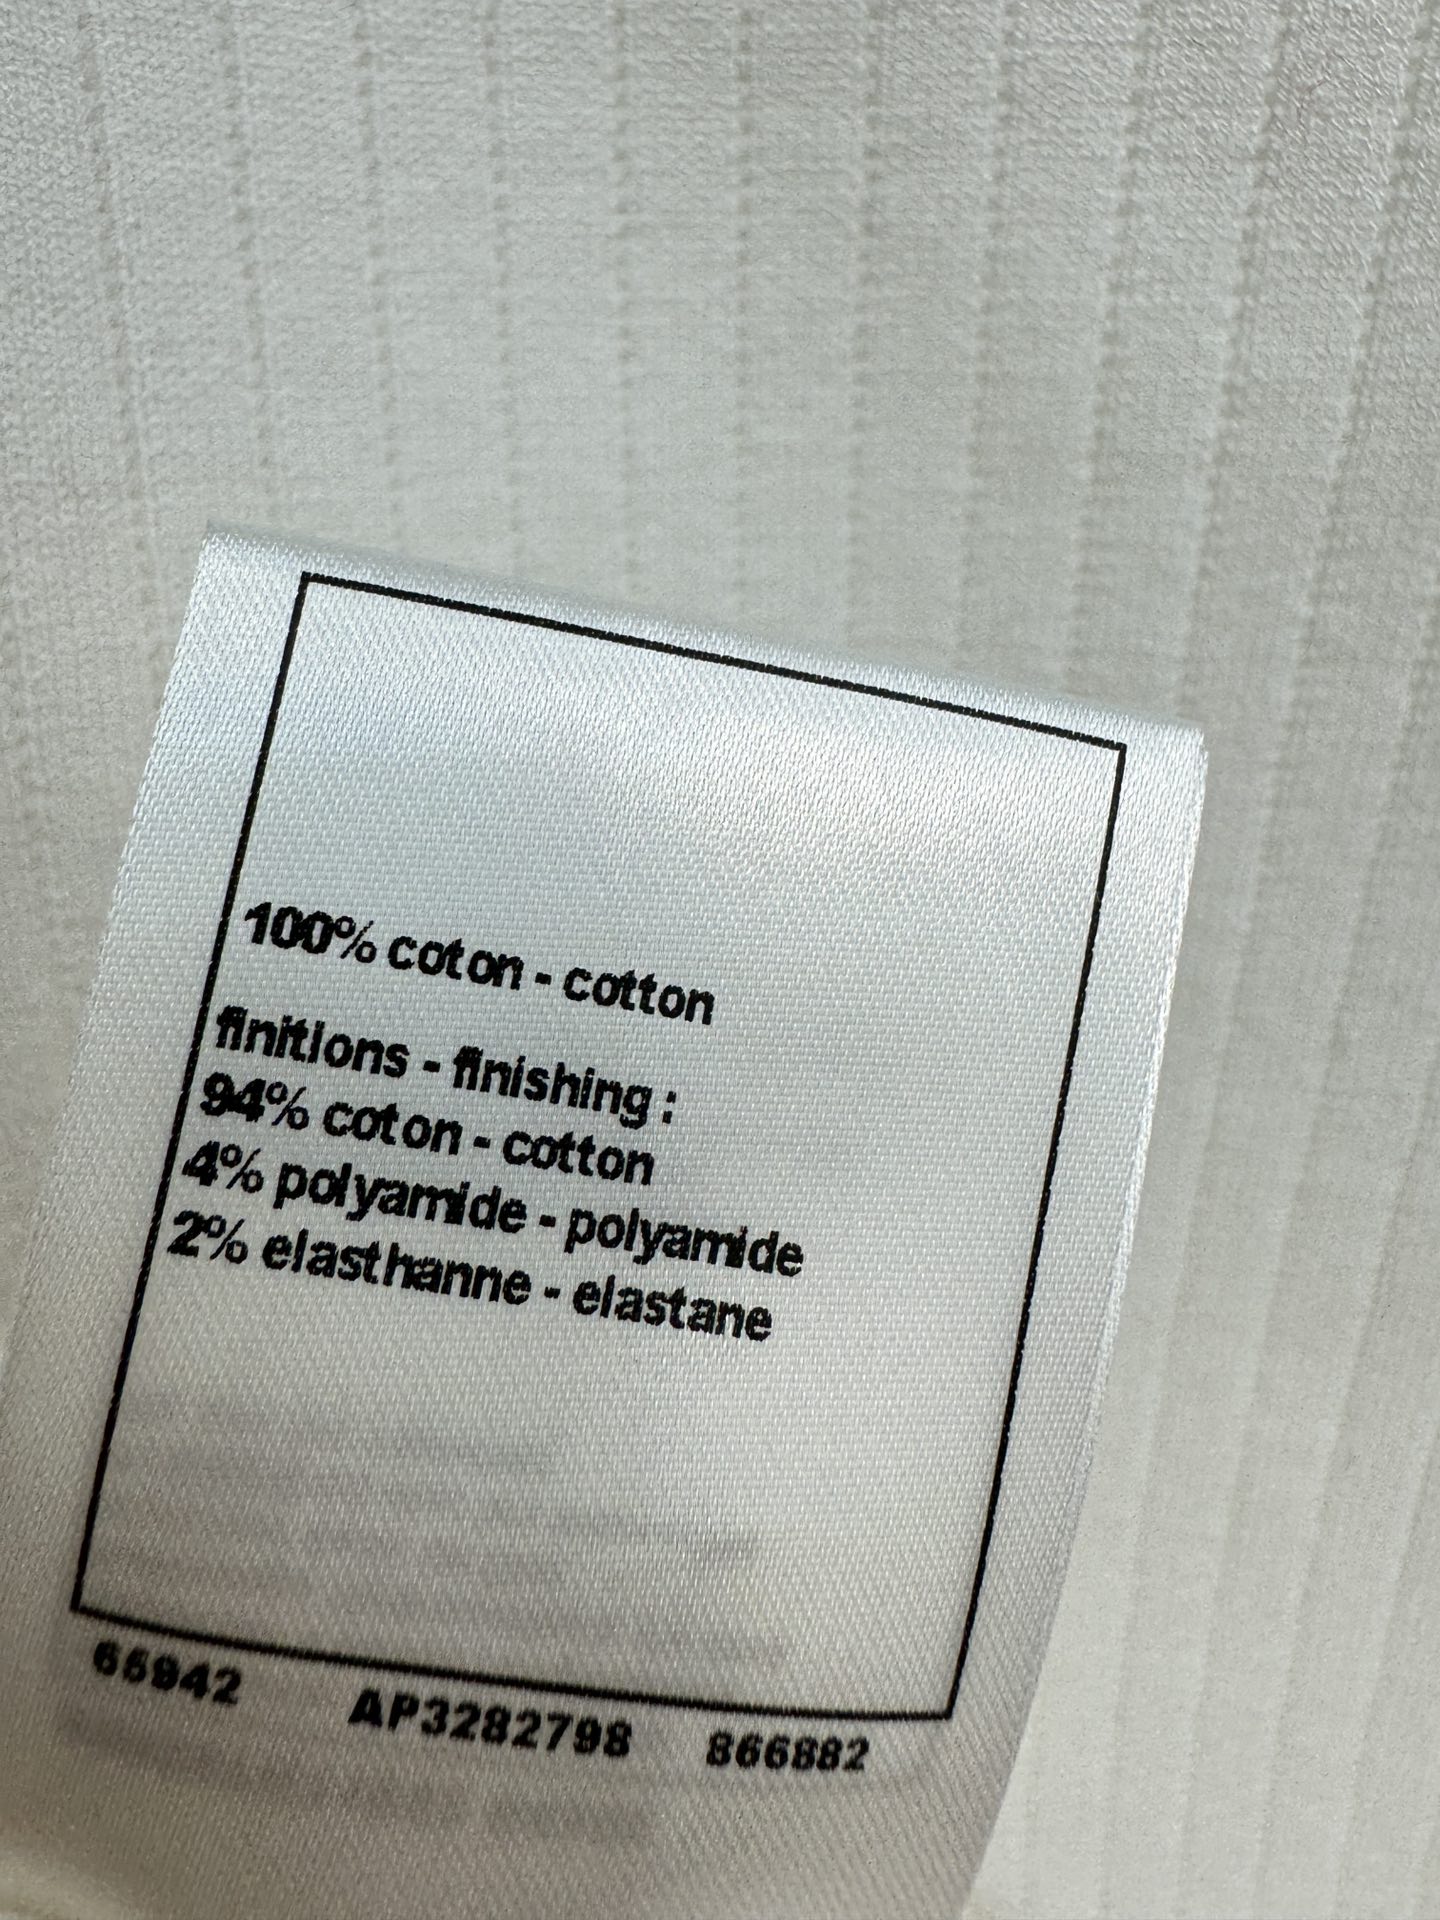 100% coton - cotton
finitions - finishing :
94% coton - cotton
4% polyamide - polyamide
2% elasthanne - elastane
65942 AP3282798 866882